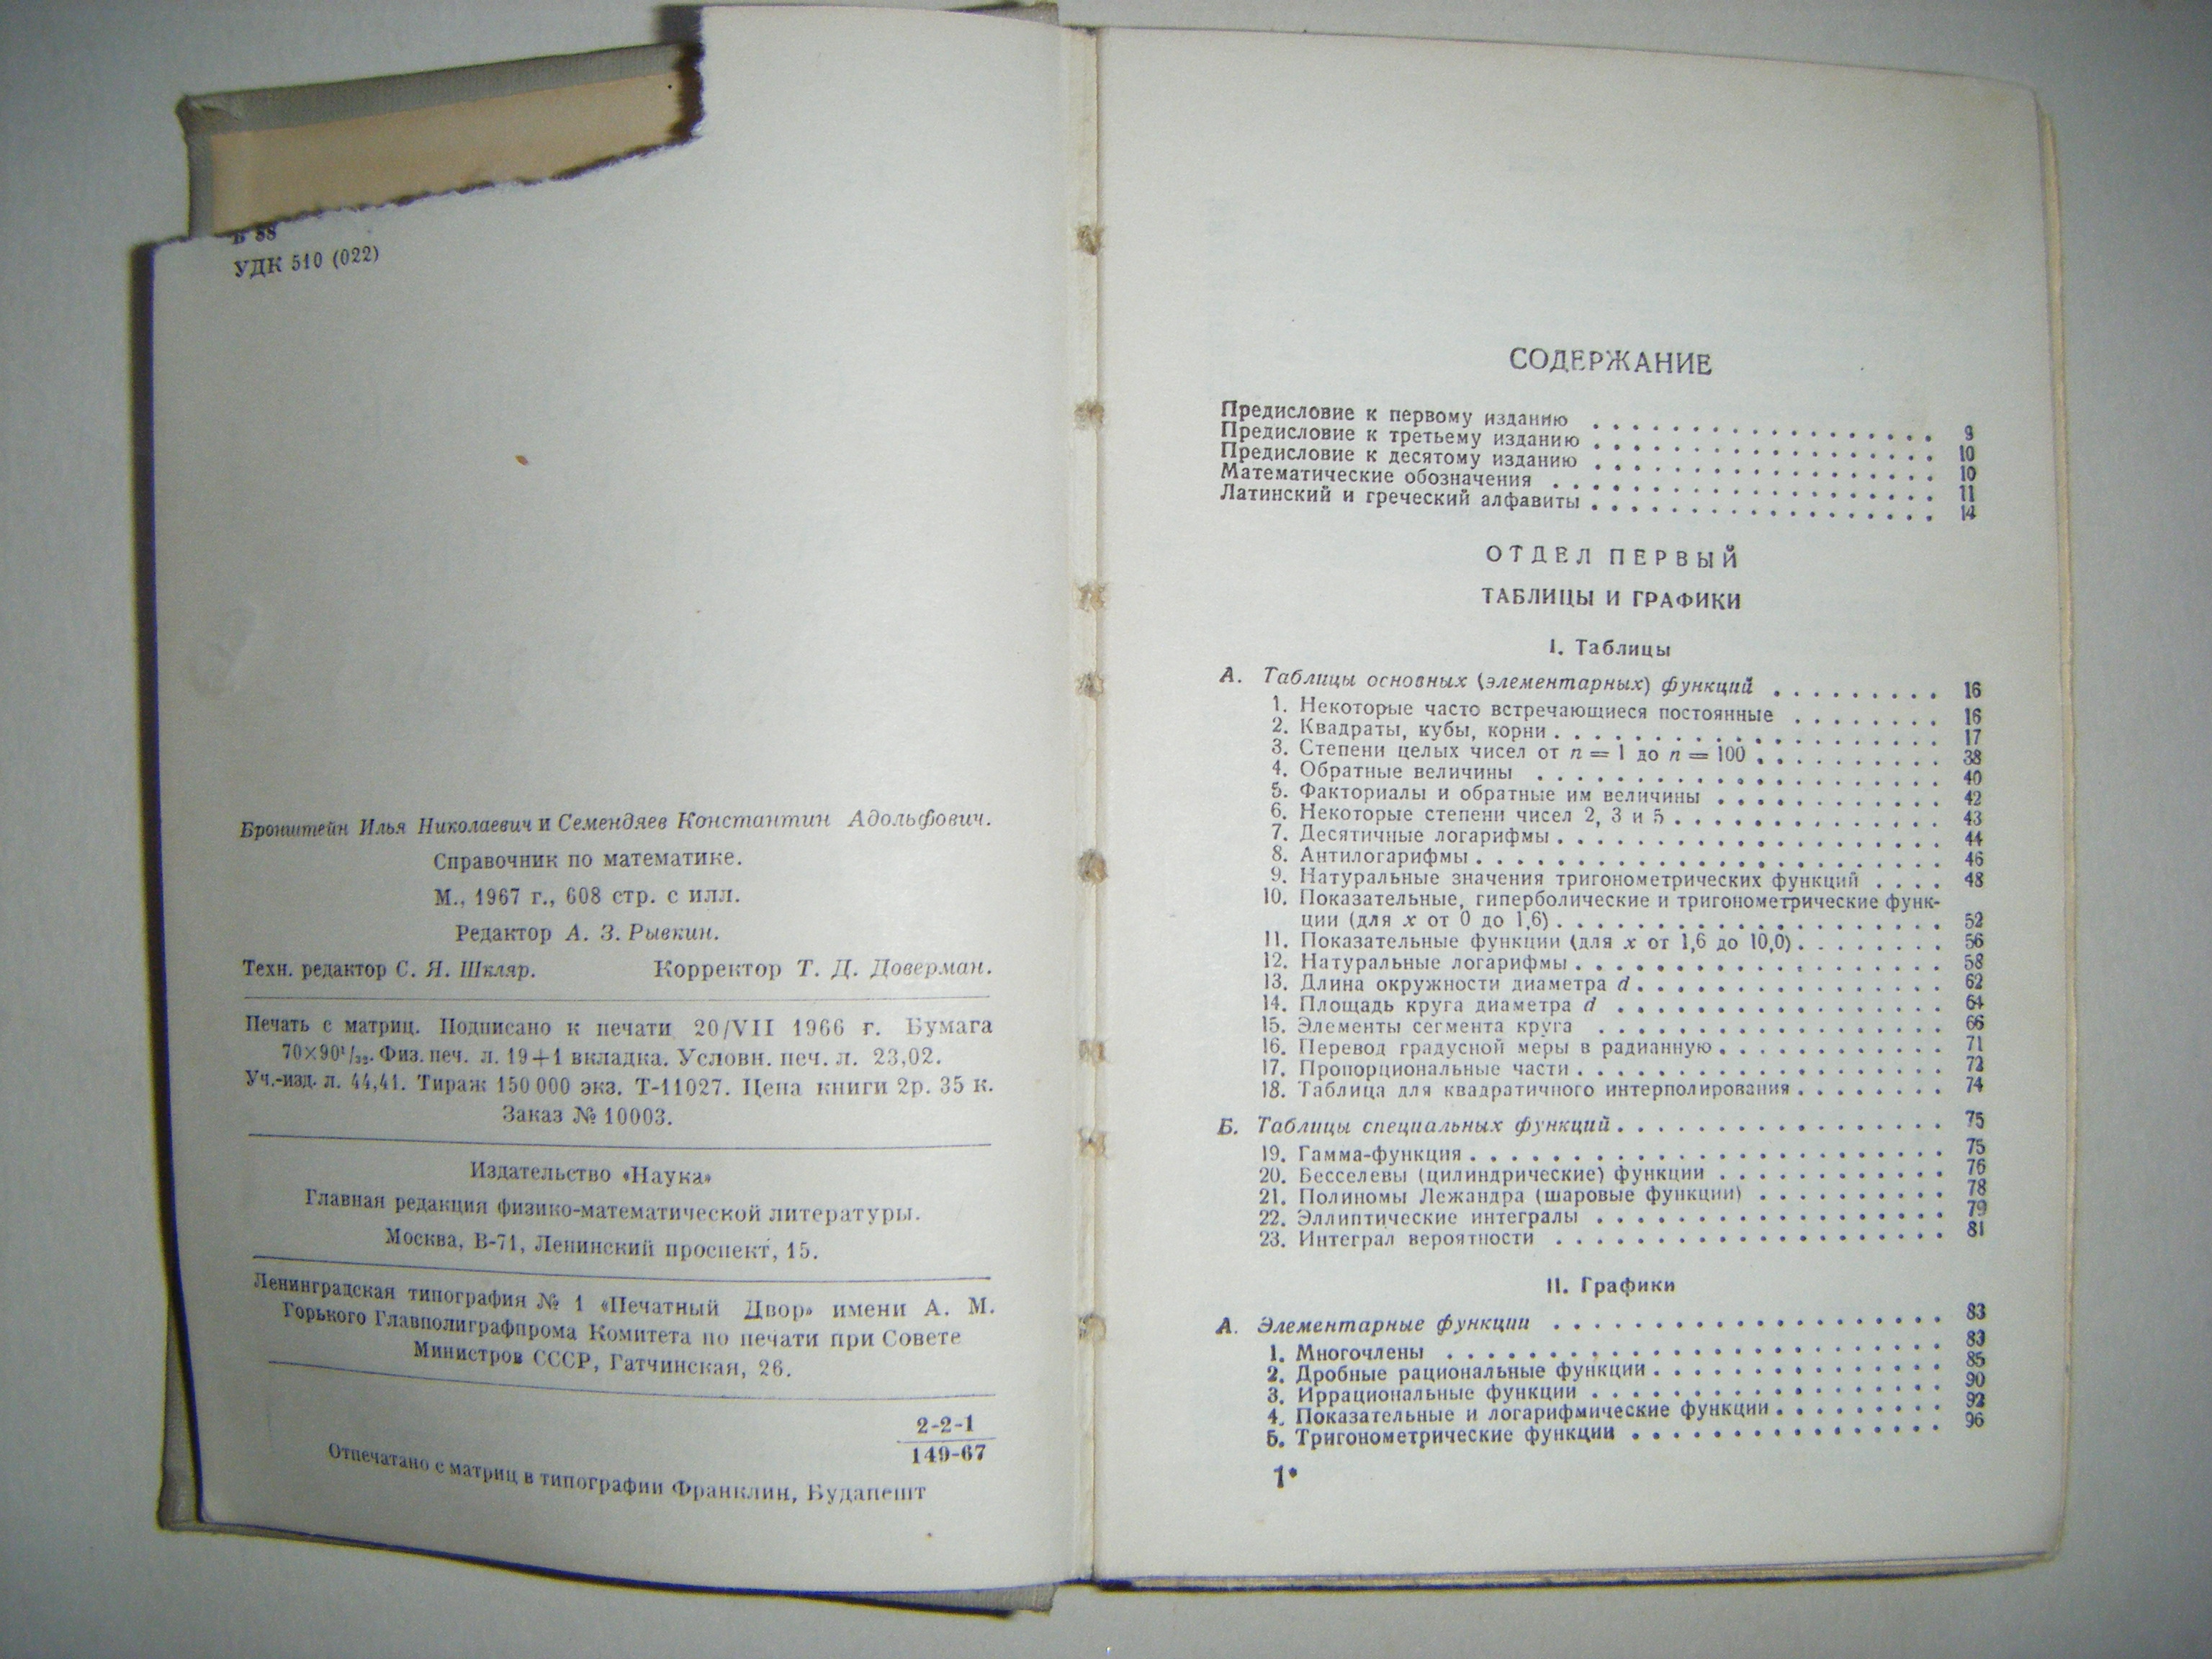 Б 88
УДК 510 (022)
Бронштейн Илья Николаевич и Семендяев Константин Адольфович.
Справочник по математике.
М., 1967 г., 608 стр. с илл.
Редактор А. З. Рывкин.
Техн. редактор С. Я. Шкляр. Корректор Т. Д. Доверман.
Печать с матриц. Подписано к печати 20/VII 1966 г. Бумага
70×90¹/₃₂. Физ. печ. л. 19+1 вкладка. Условн. печ. л. 23,02.
Уч.-изд. л. 44,41. Тираж 150 000 экз. Т-11027. Цена книги 2р. 35 к.
Заказ № 10003.
Издательство «Наука»
Главная редакция физико-математической литературы.
Москва, В-71, Ленинский проспект, 15.
Ленинградская типография № 1 «Печатный Двор» имени А. М.
Горького Главполиграфпрома Комитета по печати при Совете
Министров СССР, Гатчинская, 26.
2-2-1
149-67
Отпечатано с матриц в типографии Франклин, Будапешт
СОДЕРЖАНИЕ
Предисловие к первому изданию . . . . . . . . . . . . . . . . . 9
Предисловие к третьему изданию . . . . . . . . . . . . . . . . . 10
Предисловие к десятому изданию . . . . . . . . . . . . . . . . . 10
Математические обозначения . . . . . . . . . . . . . . . . . . . 11
Латинский и греческий алфавиты . . . . . . . . . . . . . . . . . 14
ОТДЕЛ ПЕРВЫЙ
ТАБЛИЦЫ И ГРАФИКИ
I. Таблицы
А. Таблицы основных (элементарных) функций . . . . . . . . . 16
1. Некоторые часто встречающиеся постоянные . . . . . . . . 16
2. Квадраты, кубы, корни . . . . . . . . . . . . . . . . . . . . 17
3. Степени целых чисел от n = 1 до n = 100 . . . . . . . . . . 38
4. Обратные величины . . . . . . . . . . . . . . . . . . . . . 40
5. Факториалы и обратные им величины . . . . . . . . . . . . 42
6. Некоторые степени чисел 2, 3 и 5 . . . . . . . . . . . . . . 43
7. Десятичные логарифмы . . . . . . . . . . . . . . . . . . . . 44
8. Антилогарифмы . . . . . . . . . . . . . . . . . . . . . . . . 46
9. Натуральные значения тригонометрических функций . . . . 48
10. Показательные, гиперболические и тригонометрические функ-
ции (для x от 0 до 1,6) . . . . . . . . . . . . . . . . . . . . 52
11. Показательные функции (для x от 1,6 до 10,0) . . . . . . . . 56
12. Натуральные логарифмы . . . . . . . . . . . . . . . . . . . 58
13. Длина окружности диаметра d . . . . . . . . . . . . . . . . 62
14. Площадь круга диаметра d . . . . . . . . . . . . . . . . . 64
15. Элементы сегмента круга . . . . . . . . . . . . . . . . . . 66
16. Перевод градусной меры в радианную . . . . . . . . . . . . 71
17. Пропорциональные части . . . . . . . . . . . . . . . . . . . 72
18. Таблица для квадратичного интерполирования . . . . . . . . 74
Б. Таблицы специальных функций . . . . . . . . . . . . . . . . . 75
19. Гамма-функция . . . . . . . . . . . . . . . . . . . . . . . . 75
20. Бесселевы (цилиндрические) функции . . . . . . . . . . . . 76
21. Полиномы Лежандра (шаровые функции) . . . . . . . . . . 78
22. Эллиптические интегралы . . . . . . . . . . . . . . . . . . 79
23. Интеграл вероятности . . . . . . . . . . . . . . . . . . . . 81
II. Графики
А. Элементарные функции . . . . . . . . . . . . . . . . . . . . 83
1. Многочлены . . . . . . . . . . . . . . . . . . . . . . . . . 83
2. Дробные рациональные функции . . . . . . . . . . . . . . . 85
3. Иррациональные функции . . . . . . . . . . . . . . . . . . 90
4. Показательные и логарифмические функции . . . . . . . . . 92
5. Тригонометрические функции . . . . . . . . . . . . . . . . 96
1*